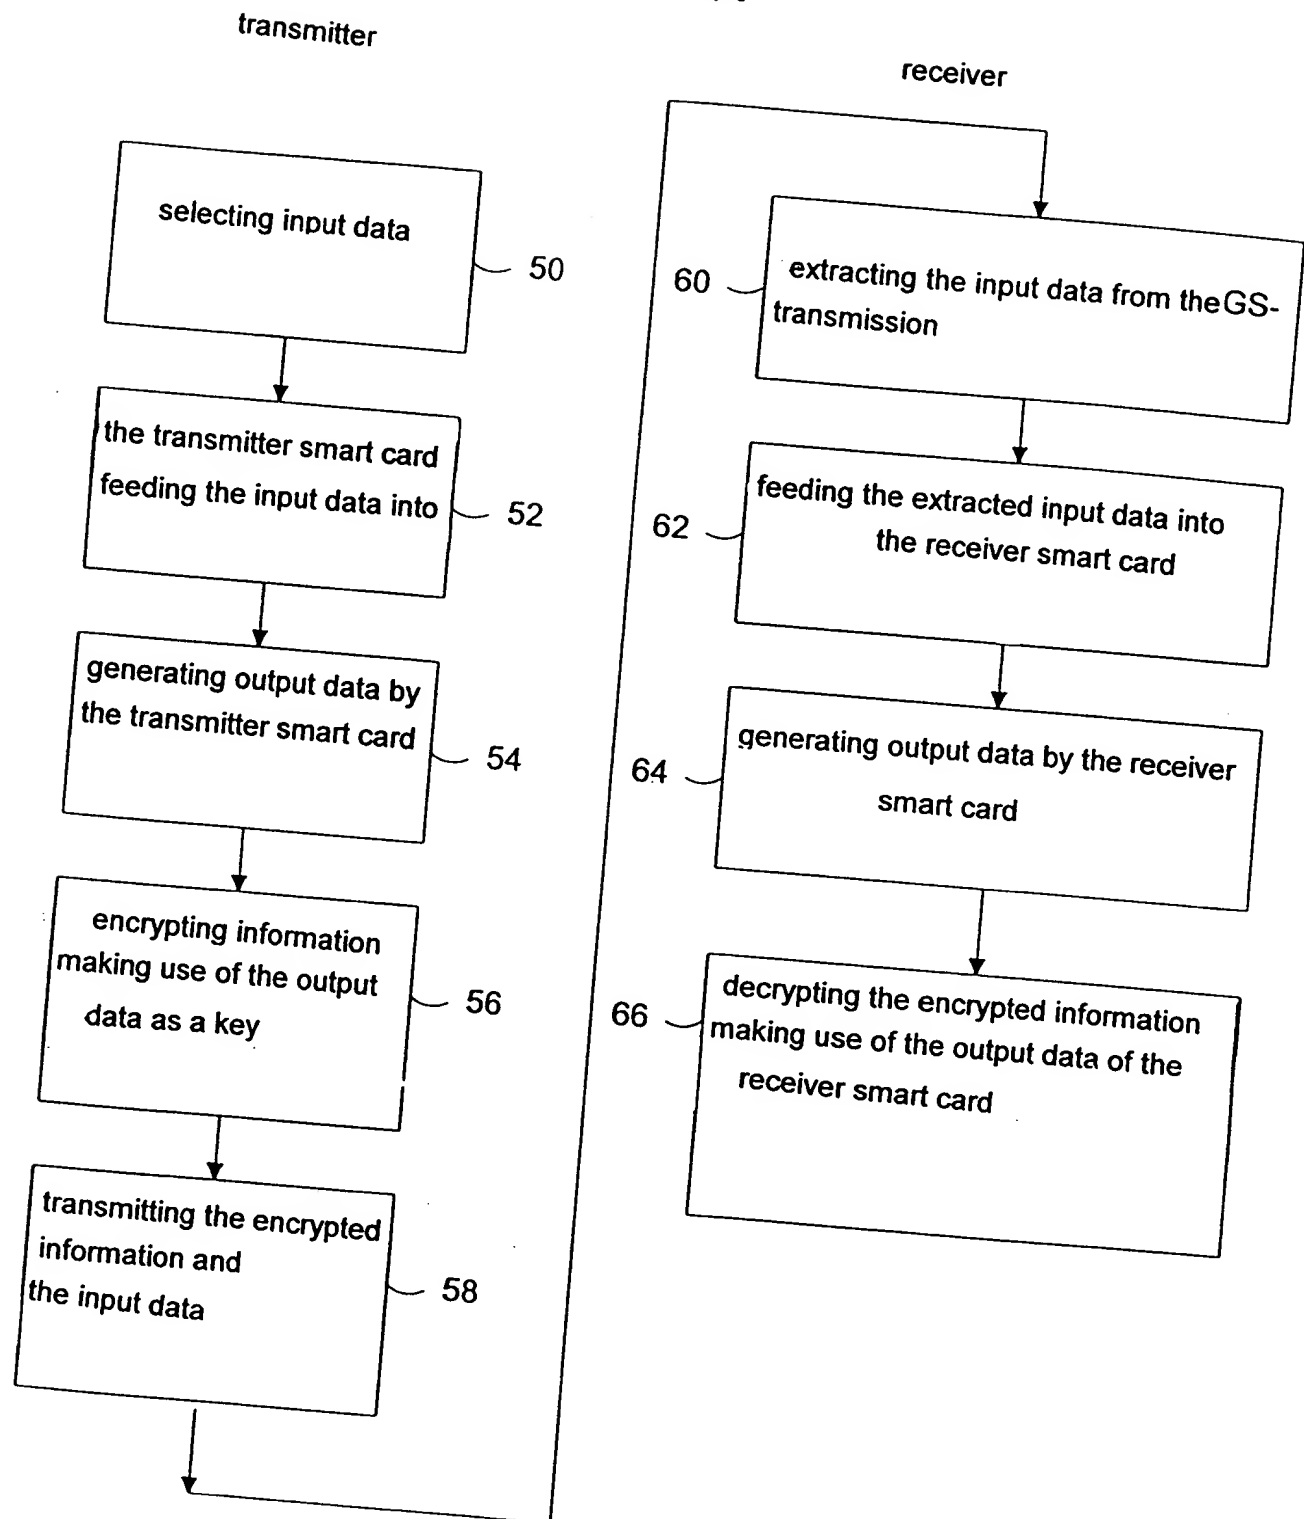 transmitter
selecting input data
50
the transmitter smart card
feeding the input data into
52
generating output data by
the transmitter smart card
54
encrypting information
making use of the output
data as a key
56
transmitting the encrypted
information and
the input data
58
receiver
60
extracting the input data from the GS-
transmission
62
feeding the extracted input data into
the receiver smart card
64
generating output data by the receiver
smart card
66
decrypting the encrypted information
making use of the output data of the
receiver smart card